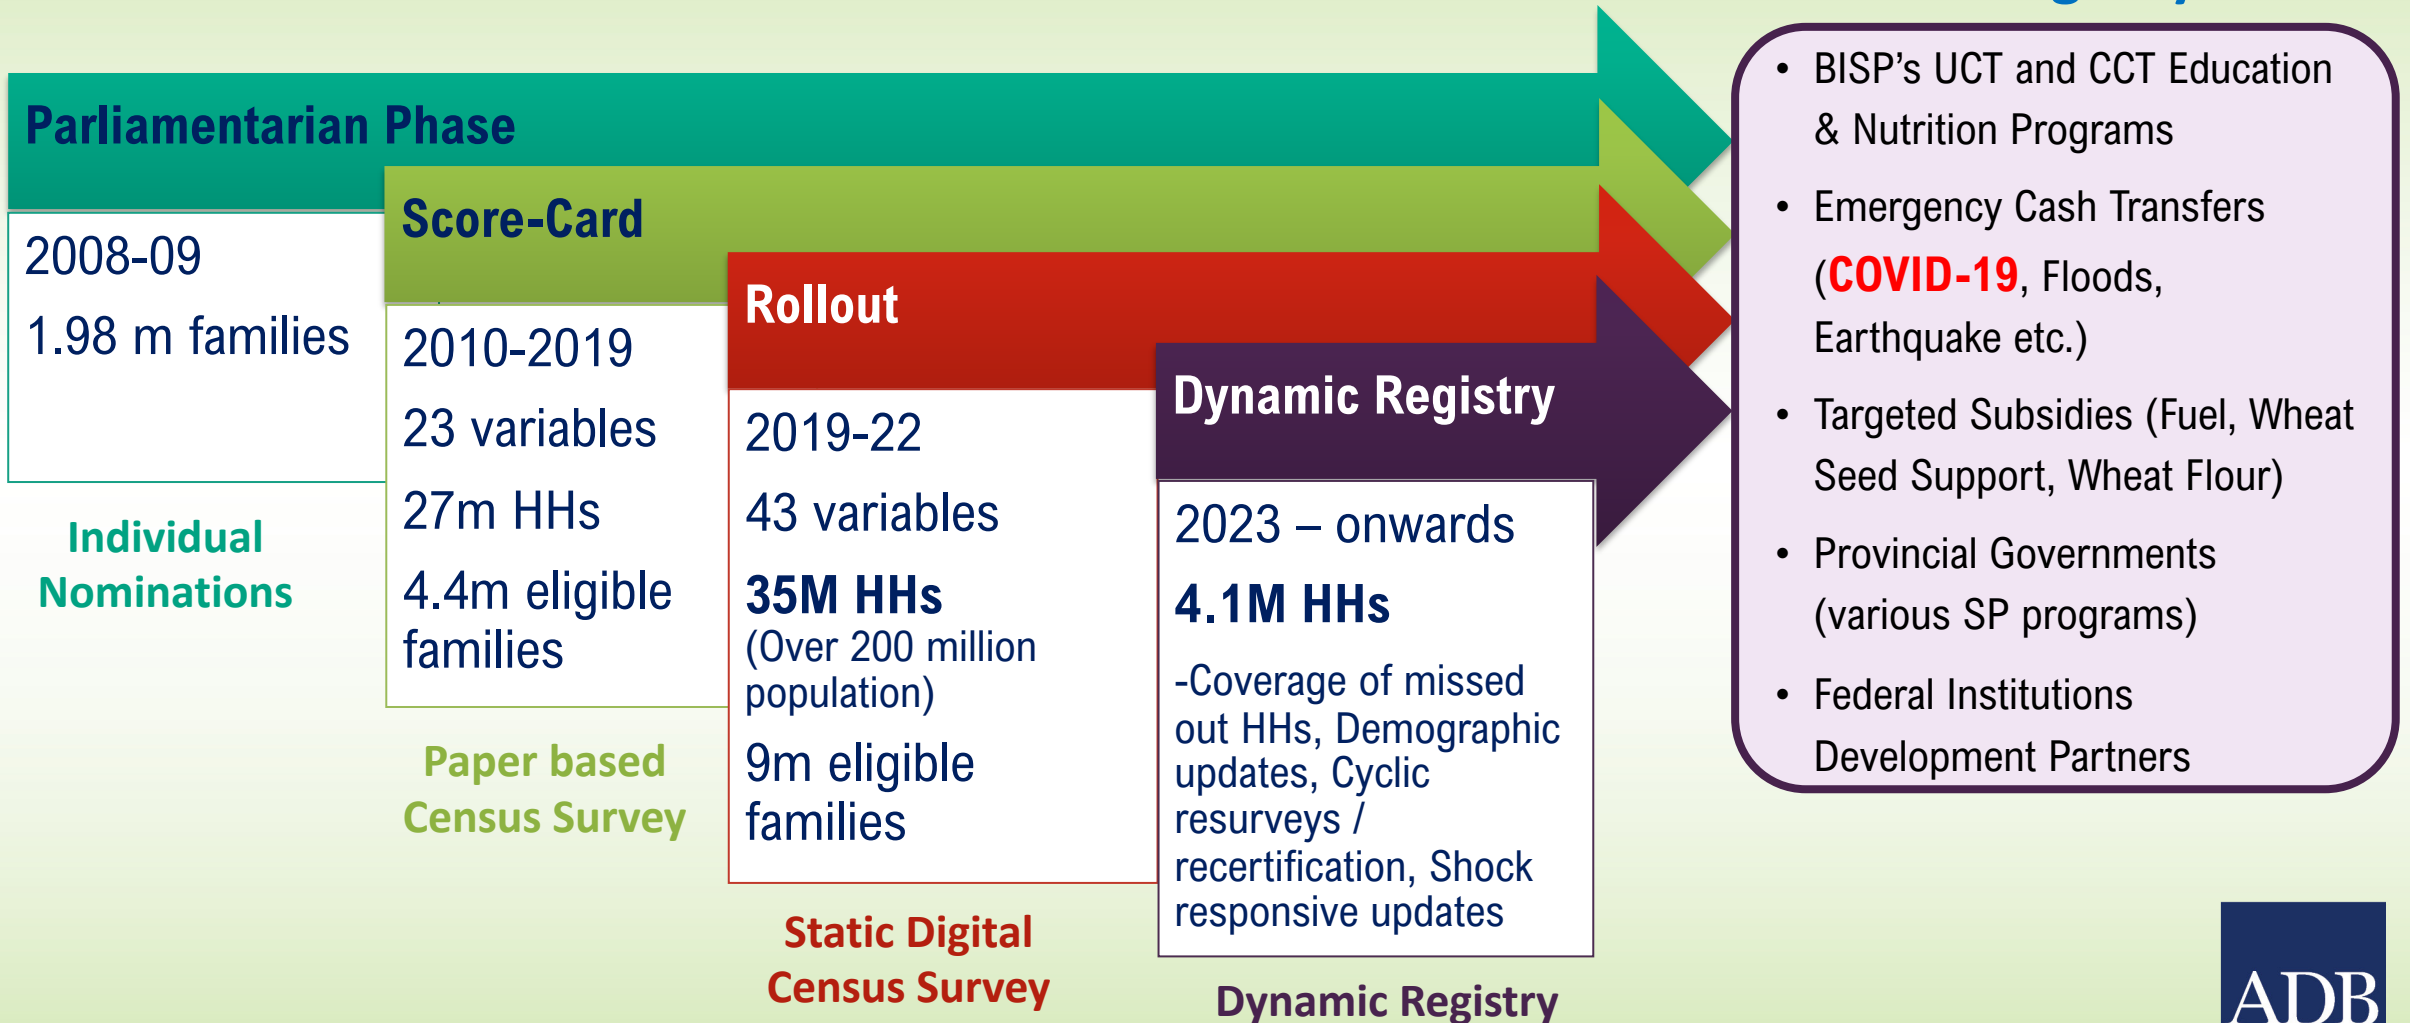 Parliamentarian Phase
2008-09
1.98 m families
Individual
Nominations
Score-Card
2010-2019
23 variables
27m HHs
4.4m eligible
families
Paper based
Census Survey
Rollout
2019-22
43 variables
35M HHs
(Over 200 million
population)
9m eligible
families
Static Digital
Census Survey
Dynamic Registry
2023 – onwards
4.1M HHs
-Coverage of missed
out HHs, Demographic
updates, Cyclic
resurveys /
recertification, Shock
responsive updates
Dynamic Registry
• BISP's UCT and CCT Education
& Nutrition Programs
• Emergency Cash Transfers
(COVID-19, Floods,
Earthquake etc.)
• Targeted Subsidies (Fuel, Wheat
Seed Support, Wheat Flour)
• Provincial Governments
(various SP programs)
• Federal Institutions
Development Partners
ADB